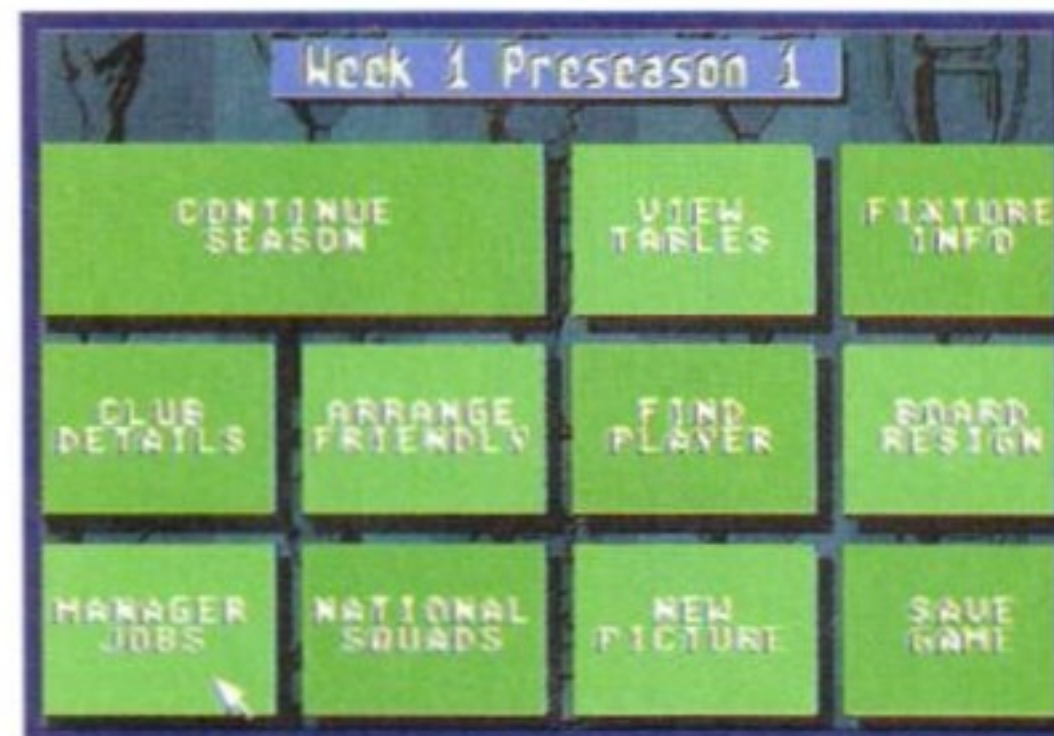 Week 1 Preseason 1
CONTINUE
SEASON
VIEW
TABLES
FIXTURE
INFO
CLUB
DETAILS
ARRANGE
FRIENDLY
FIND
PLAYER
BOARD
RESIGN
MANAGER
JOBS
NATIONAL
SQUADS
NEW
PICTURE
SAVE
GAME